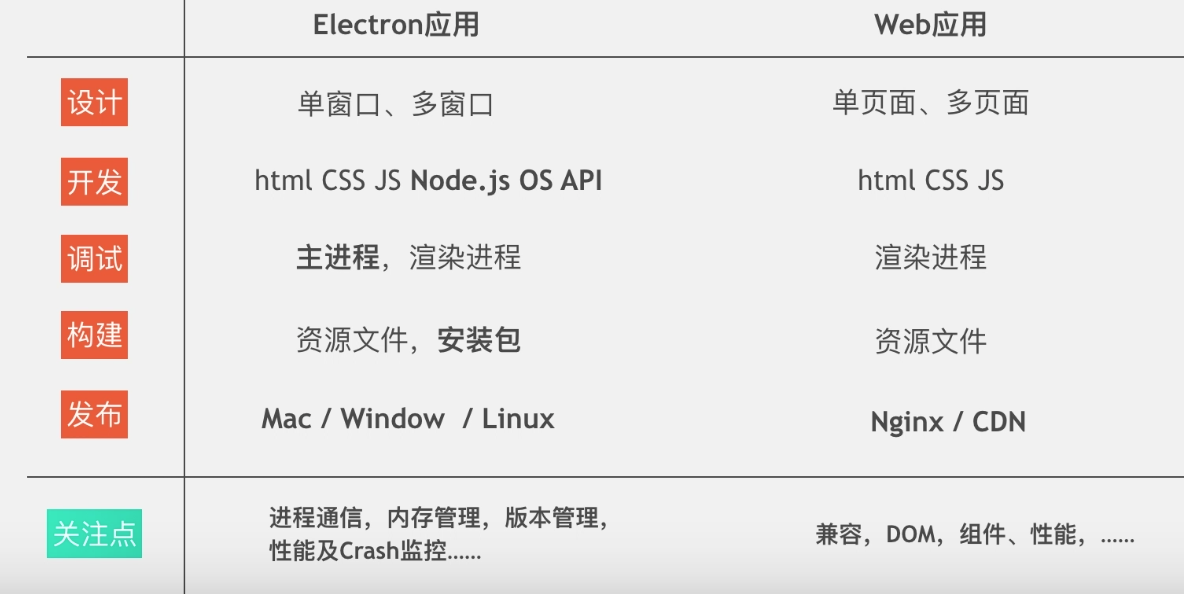 Electron应用 Web应用
设计 单窗口、多窗口 单页面、多页面
开发 html CSS JS Node.js OS API html CSS JS
调试 主进程，渲染进程 渲染进程
构建 资源文件，安装包 资源文件
发布 Mac / Window / Linux Nginx / CDN
关注点 进程通信，内存管理，版本管理， 兼容，DOM，组件、性能，......
性能及Crash监控......